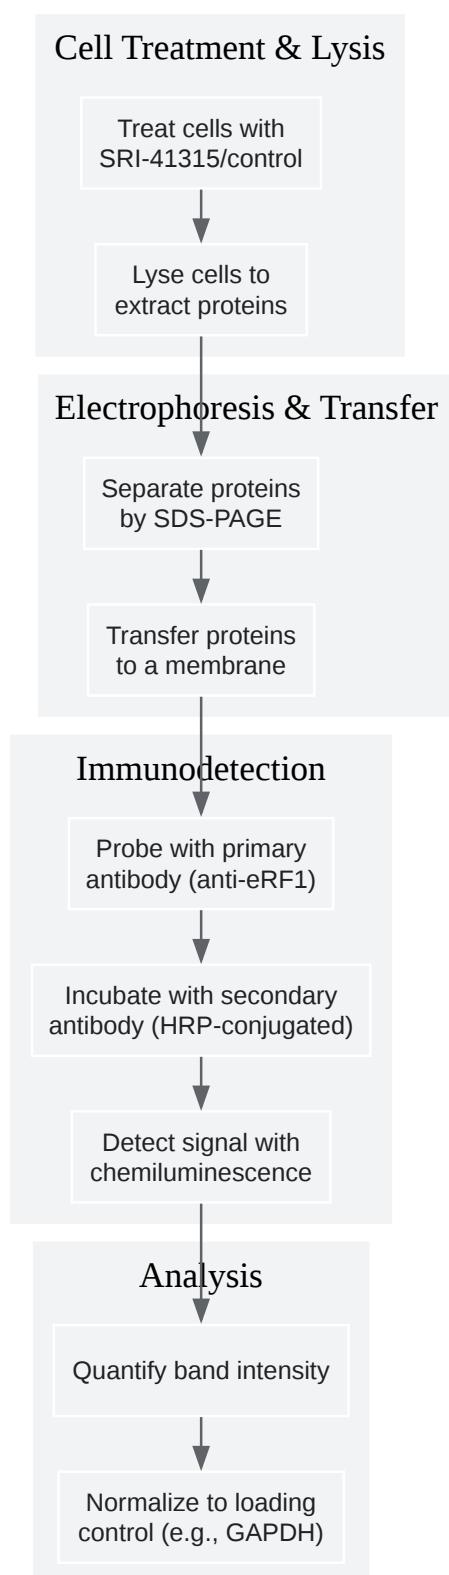 Cell Treatment & Lysis
Treat cells with
SRI-41315/control
Lyse cells to
extract proteins
Electrophoresis & Transfer
Separate proteins
by SDS-PAGE
Transfer proteins
to a membrane
Immunodetection
Probe with primary
antibody (anti-eRF1)
Incubate with secondary
antibody (HRP-conjugated)
Detect signal with
chemiluminescence
Analysis
Quantify band intensity
Normalize to loading
control (e.g., GAPDH)